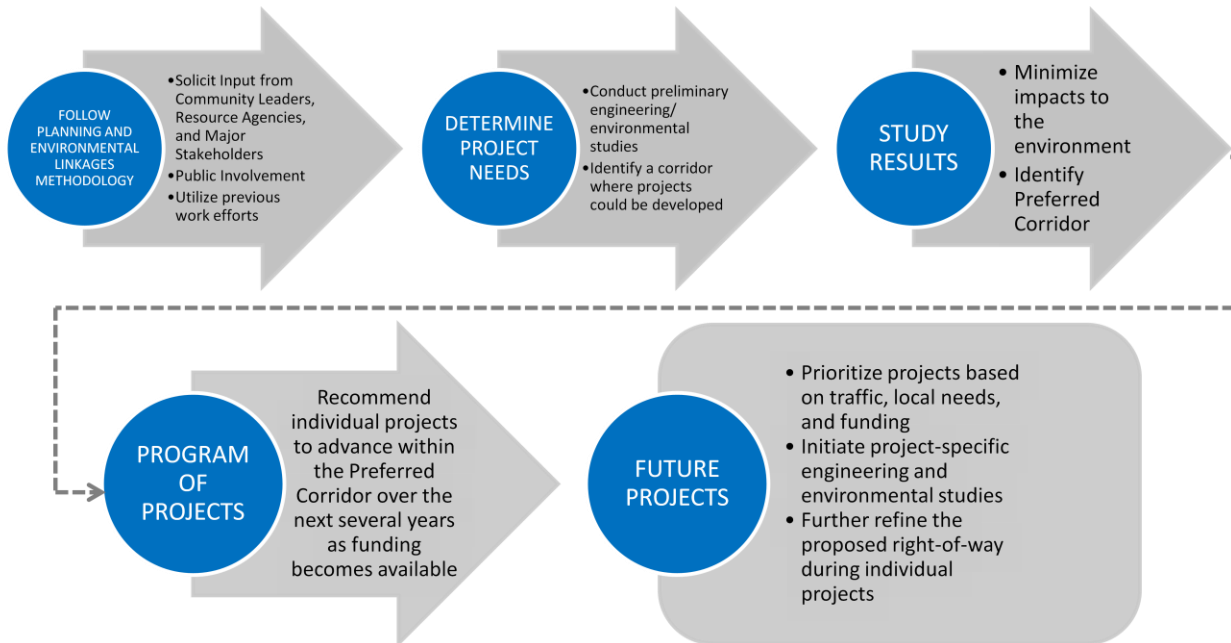 FOLLOW
PLANNING AND
ENVIRONMENTAL
LINKAGES
METHODOLOGY
•Solicit Input from
Community Leaders,
Resource Agencies,
and Major
Stakeholders
•Public Involvement
•Utilize previous
work efforts
DETERMINE
PROJECT
NEEDS
•Conduct preliminary
engineering/
environmental
studies
•Identify a corridor
where projects
could be developed
STUDY
RESULTS
• Minimize
impacts to
the
environment
• Identify
Preferred
Corridor
PROGRAM
OF
PROJECTS
Recommend
individual projects
to advance within
the Preferred
Corridor over the
next several years
as funding
becomes available
FUTURE
PROJECTS
• Prioritize projects based
on traffic, local needs,
and funding
• Initiate project-specific
engineering and
environmental studies
• Further refine the
proposed right-of-way
during individual
projects